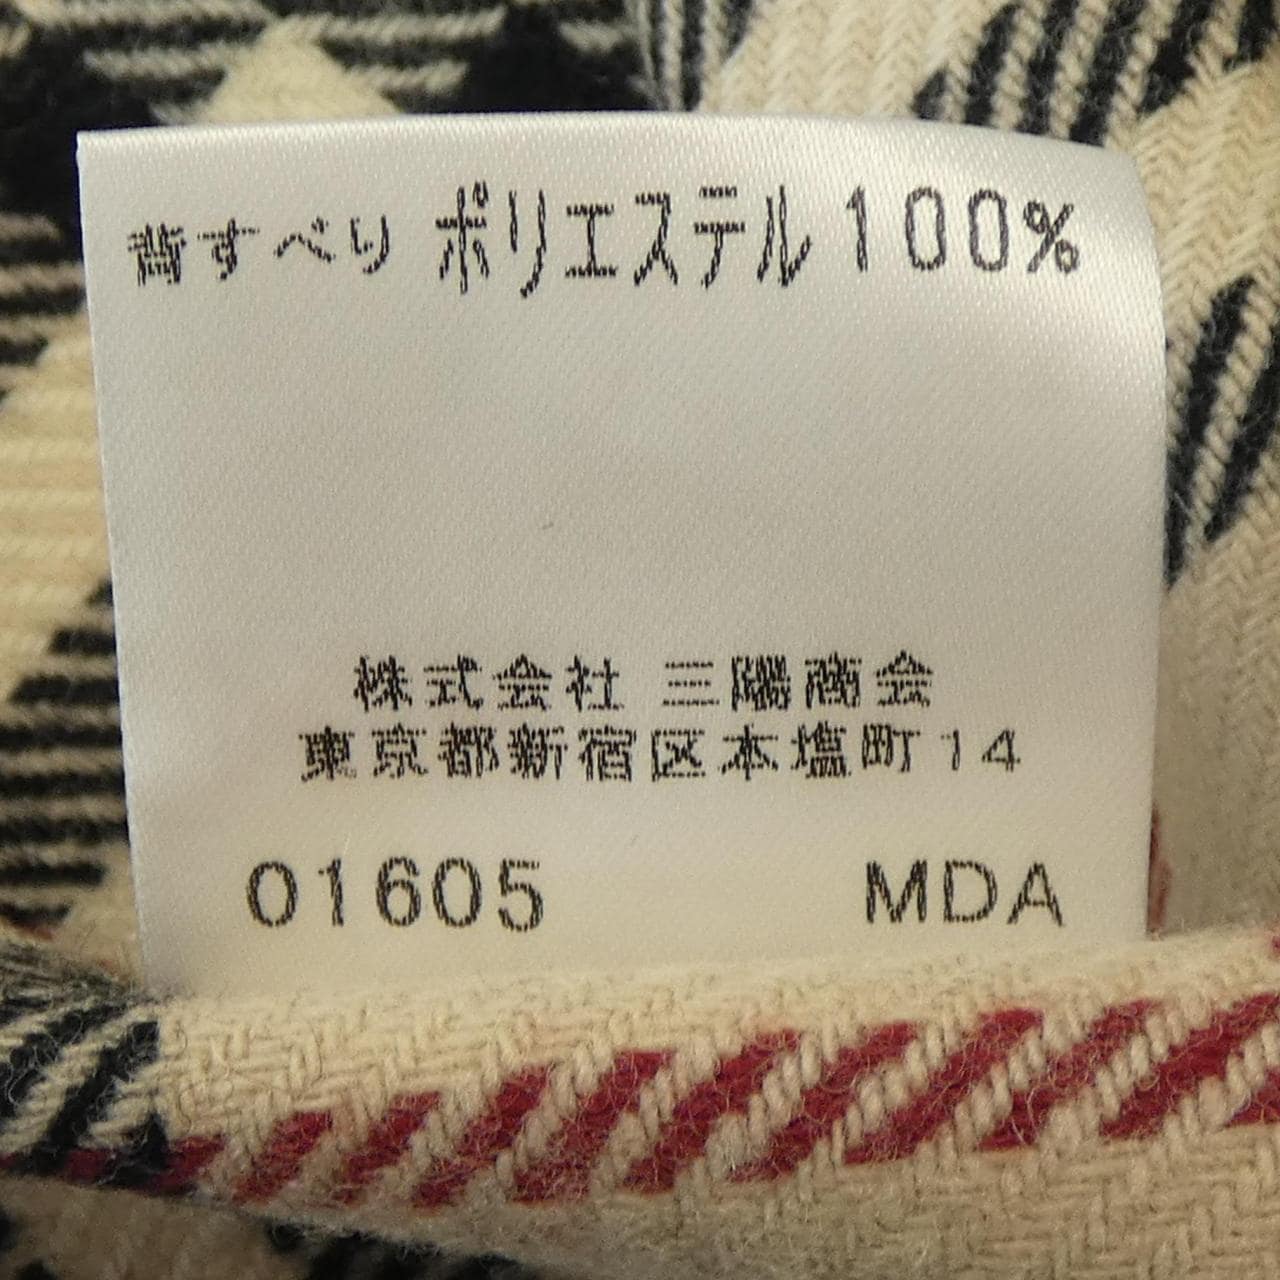 背すべり ポリエステル100%
株式会社 三陽商会
東京都新宿区本塩町14
01605 MDA